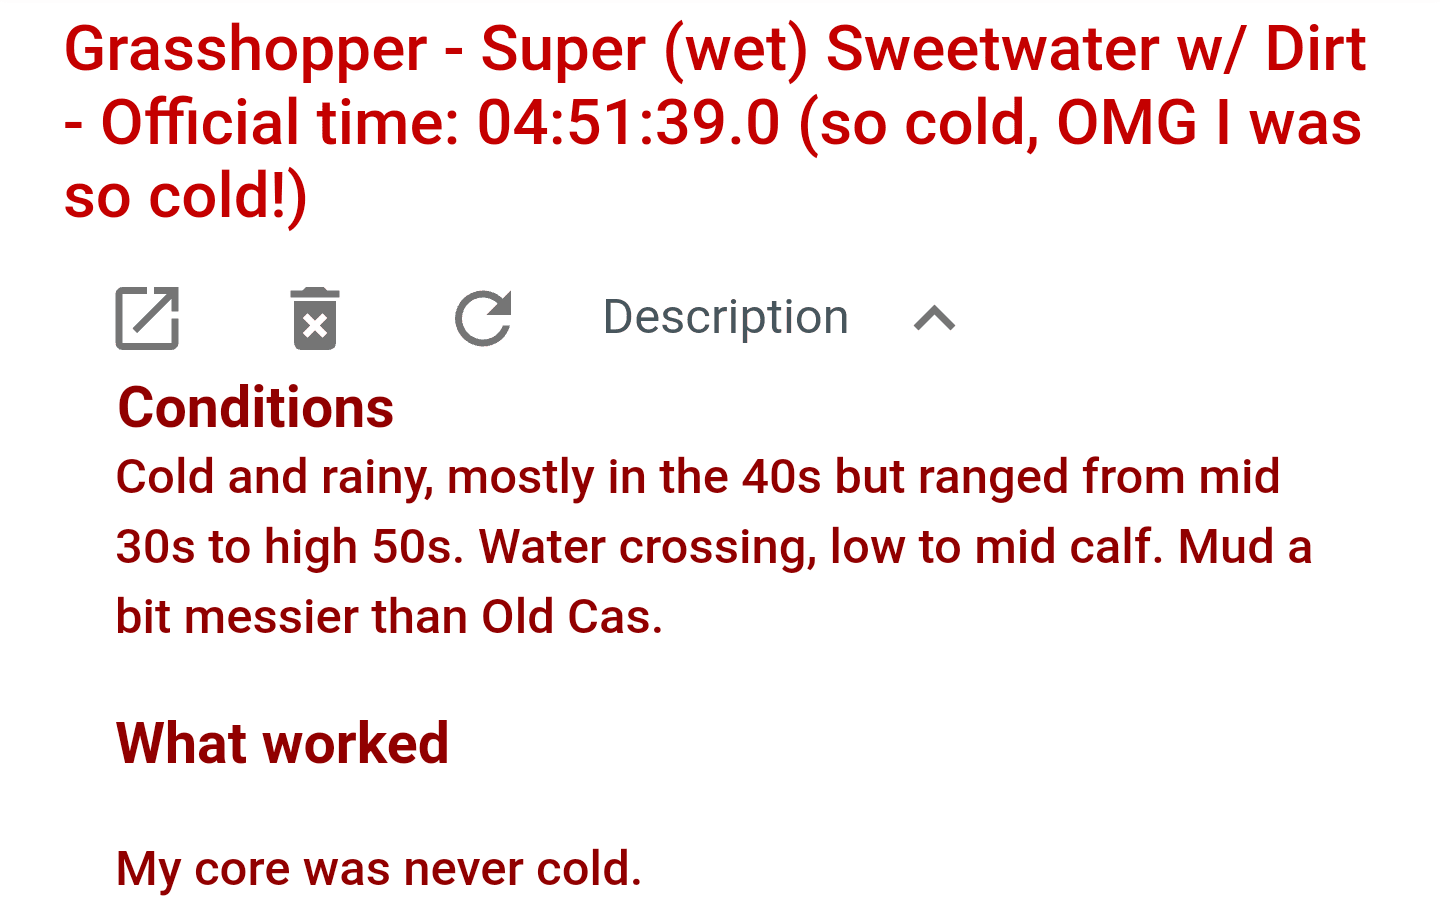 Grasshopper - Super (wet) Sweetwater w/ Dirt
- Official time: 04:51:39.0 (so cold, OMG I was
so cold!)
Description
Conditions
Cold and rainy, mostly in the 40s but ranged from mid
30s to high 50s. Water crossing, low to mid calf. Mud a
bit messier than Old Cas.
What worked
My core was never cold.